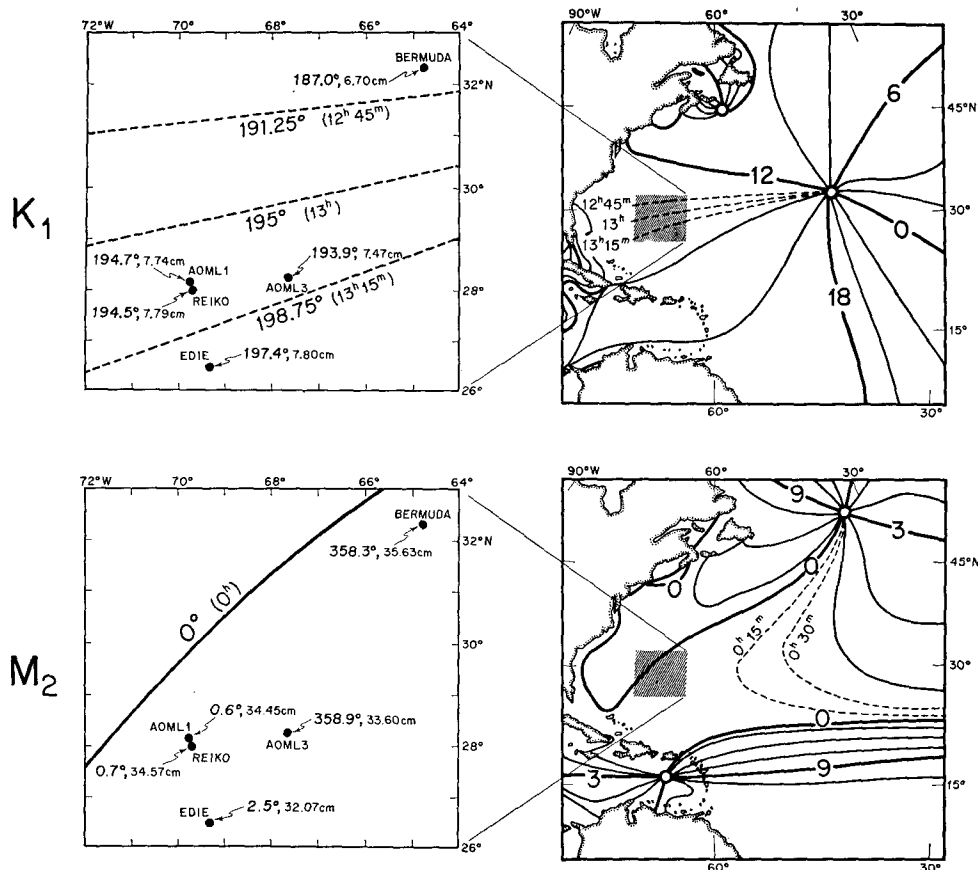 K₁
72°W 70° 68° 66° 64°
BERMUDA
187.0°, 6.70cm
32°N
191.25° (12ʰ 45ᵐ)
30°
195° (13ʰ)
194.7°, 7.74cm
AOML1
193.9°, 7.47cm
AOML3
28°
REIKO
194.5°, 7.79cm
198.75° (13ʰ15ᵐ)
EDIE
197.4°, 7.80cm
26°
90°W 60° 30°
6
45°N
12
12ʰ45ᵐ
13ʰ
13ʰ15ᵐ
30°
0
18
15°
60° 30°
M₂
72°W 70° 68° 66° 64°
BERMUDA
32°N
358.3°, 35.63cm
0° (0ʰ)
30°
0.6°, 34.45cm
AOML1
358.9°, 33.60cm
AOML3
28°
REIKO
0.7°, 34.57cm
EDIE
2.5°, 32.07cm
26°
90°W 60° 30°
9
3
45°N
0
0
0ʰ 15ᵐ
0ʰ 30ᵐ
30°
0
3
9
15°
60° 30°